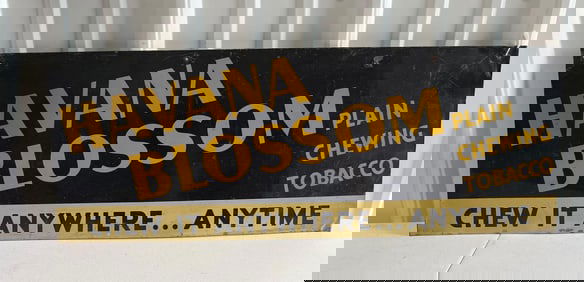 HAVANA
BLOSSOM
PLAIN
CHEWING
TOBACCO
CHEW IT ANYWHERE... ANYTIME